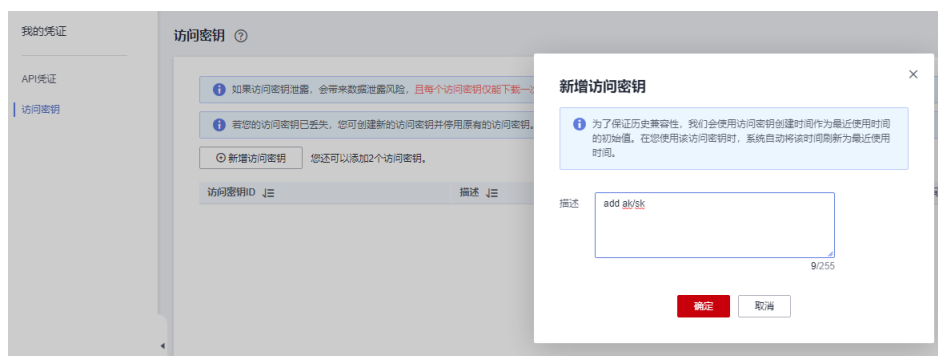 我的凭证
API凭证
访问密钥
访问密钥
如果访问密钥泄露，会带来数据泄露风险，且每个访问密钥仅能下载一次
若您的访问密钥已丢失，您可创建新的访问密钥并停用原有的访问密钥。
新增访问密钥 您还可以添加2个访问密钥。
访问密钥ID 描述
新增访问密钥
为了保证历史兼容性，我们会使用访问密钥创建时间作为最近使用时间
的初始值。在您使用该访问密钥时，系统自动将该时间刷新为最近使用
时间。
描述 add ak/sk
9/255
确定 取消